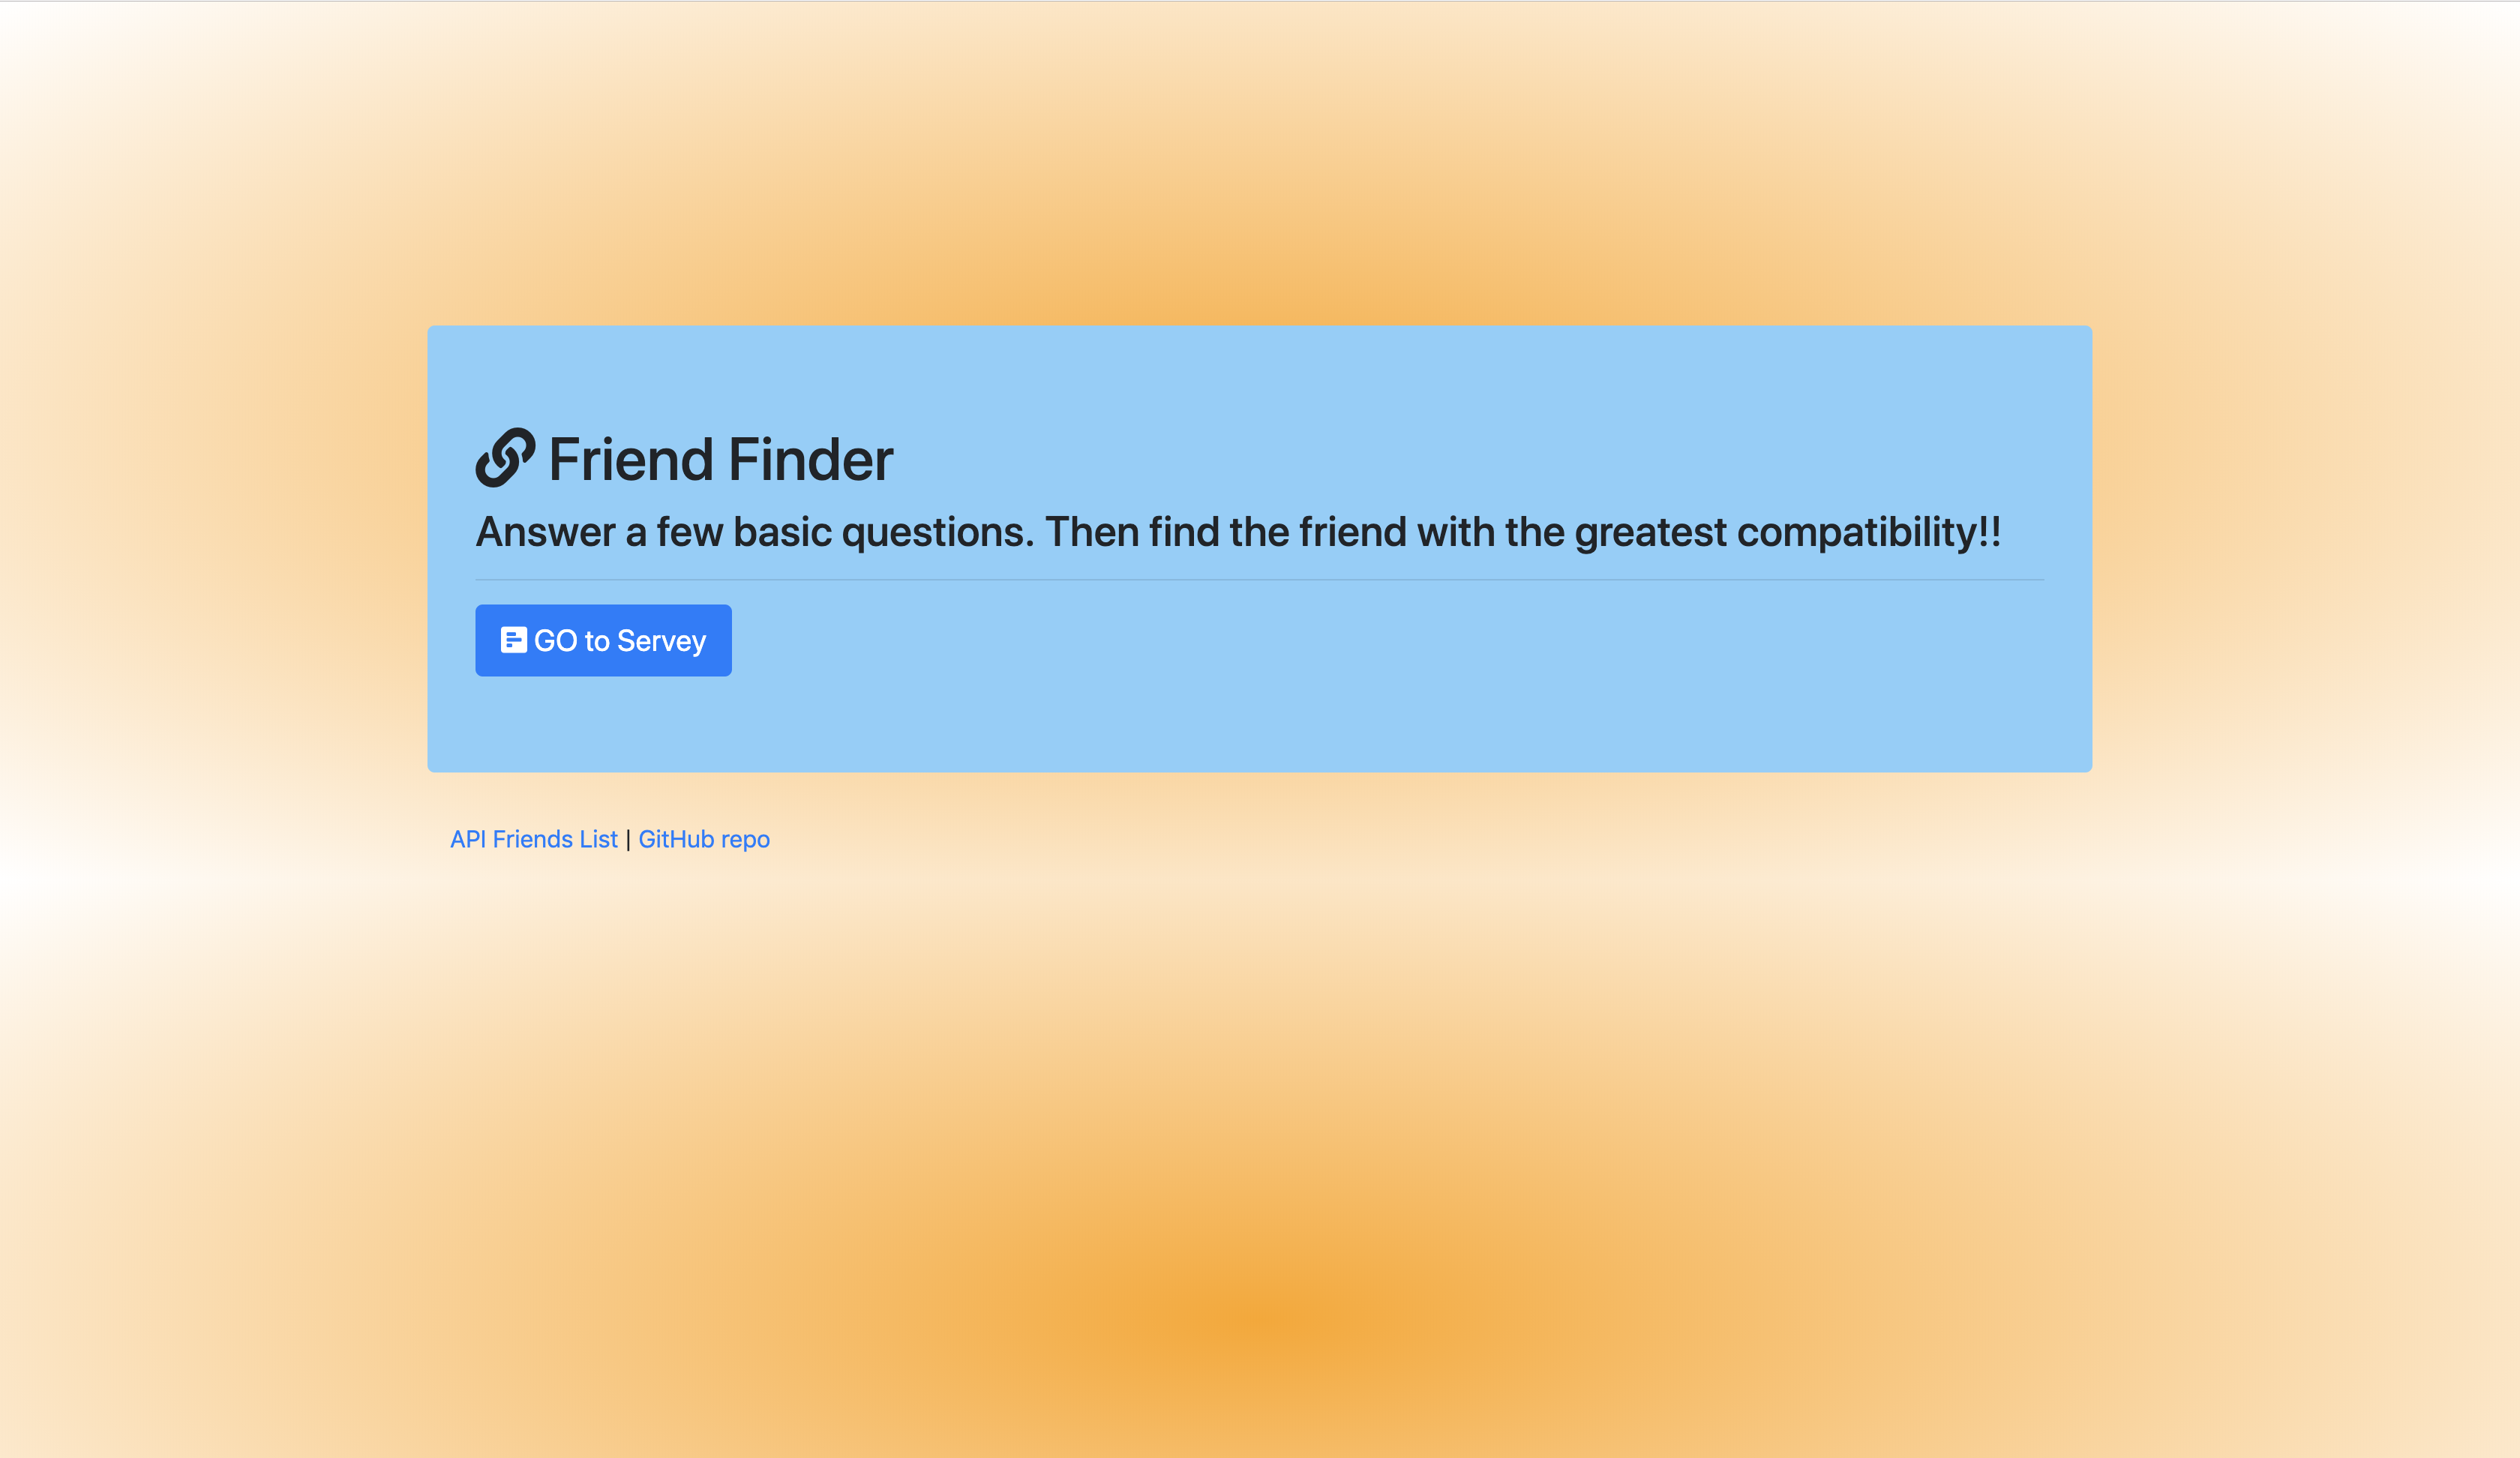 Friend Finder
Answer a few basic questions. Then find the friend with the greatest compatibility!!
GO to Servey
API Friends List | GitHub repo